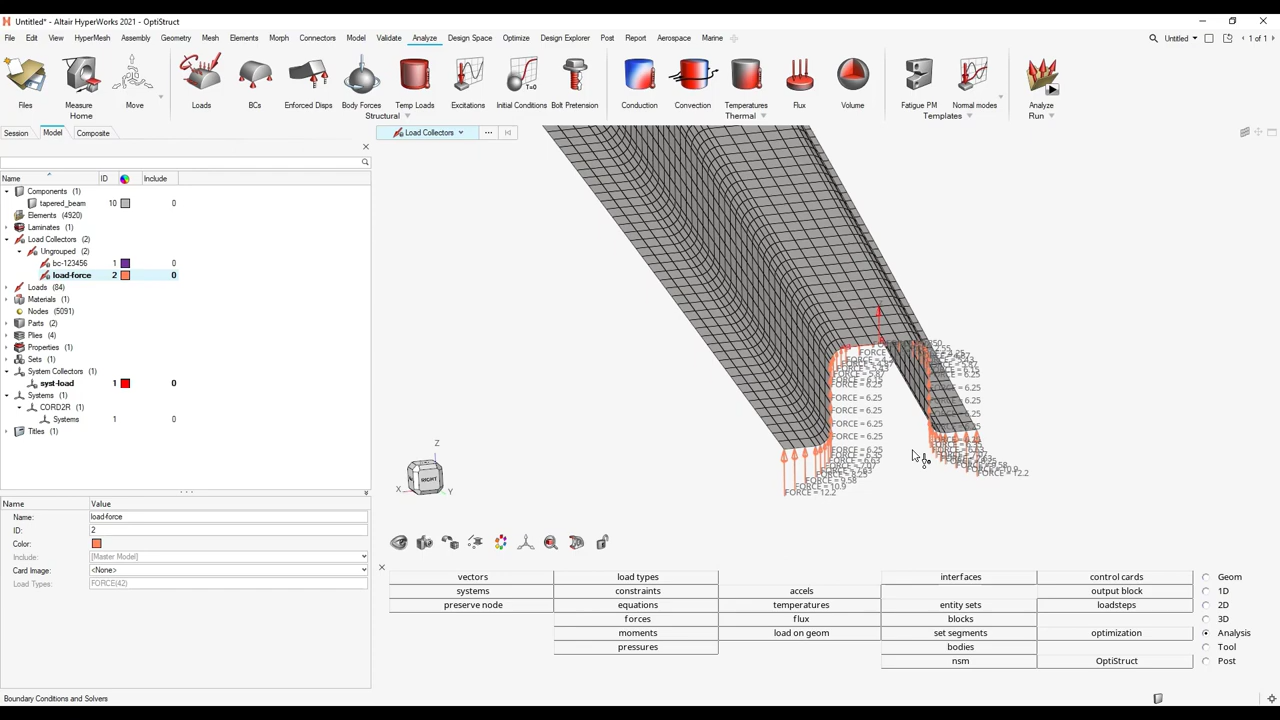 Untitled* - Altair HyperWorks 2021 - OptiStruct
File Edit View HyperMesh Assembly Geometry Mesh Elements Morph Connectors Model Validate Analyze Design Space Optimize Design Explorer Post Report Aerospace Marine Untitled 1 of 1
Files Measure Move Loads BCs Enforced Disps Body Forces Temp Loads Excitations Initial Conditions Bolt Pretension Conduction Convection Temperatures Flux Volume Fatigue PM Normal modes Analyze
T=0
Home Structural Thermal Templates Run
Session Model Composite Load Collectors
Name ID Include
Components (1)
tapered_beam 10 0
Elements (4920)
Laminates (1)
Load Collectors (2)
Ungrouped (2)
bc-123456 1 0
load-force 2 0
Loads (84)
Materials (1)
Nodes (5091)
Parts (2)
Plies (4)
Properties (1)
Sets (1)
System Collectors (1)
syst-load 1 0
Systems (1)
CORD2R (1)
Systems 1
Titles (1)
FORCE = 6.25
FORCE = 6.25
FORCE = 6.25
FORCE = 6.25
FORCE = 6.25
FORCE = 10.9
FORCE = 12.2
FORCE = 12.2
Z
X
Y
RIGHT
Name Value
Name: load-force
ID: 2
Color:
Include: [Master Model]
Card Image: <None>
Load Types: FORCE(42)
vectors load types interfaces control cards Geom
systems constraints accels output block 1D
preserve node equations temperatures entity sets loadsteps 2D
forces flux blocks 3D
moments load on geom set segments optimization Analysis
pressures bodies Tool
nsm OptiStruct Post
Boundary Conditions and Solvers